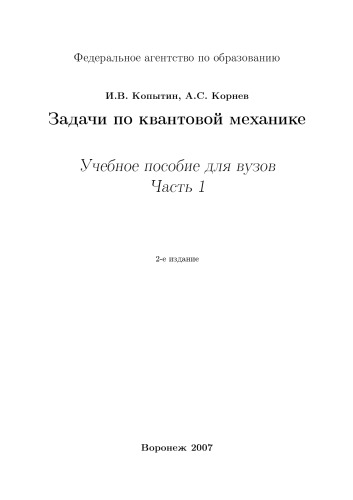 Федеральное агентство по образованию
И.В. Копытин, А.С. Корнев
Задачи по квантовой механике
Учебное пособие для вузов
Часть 1
2-е издание
Воронеж 2007